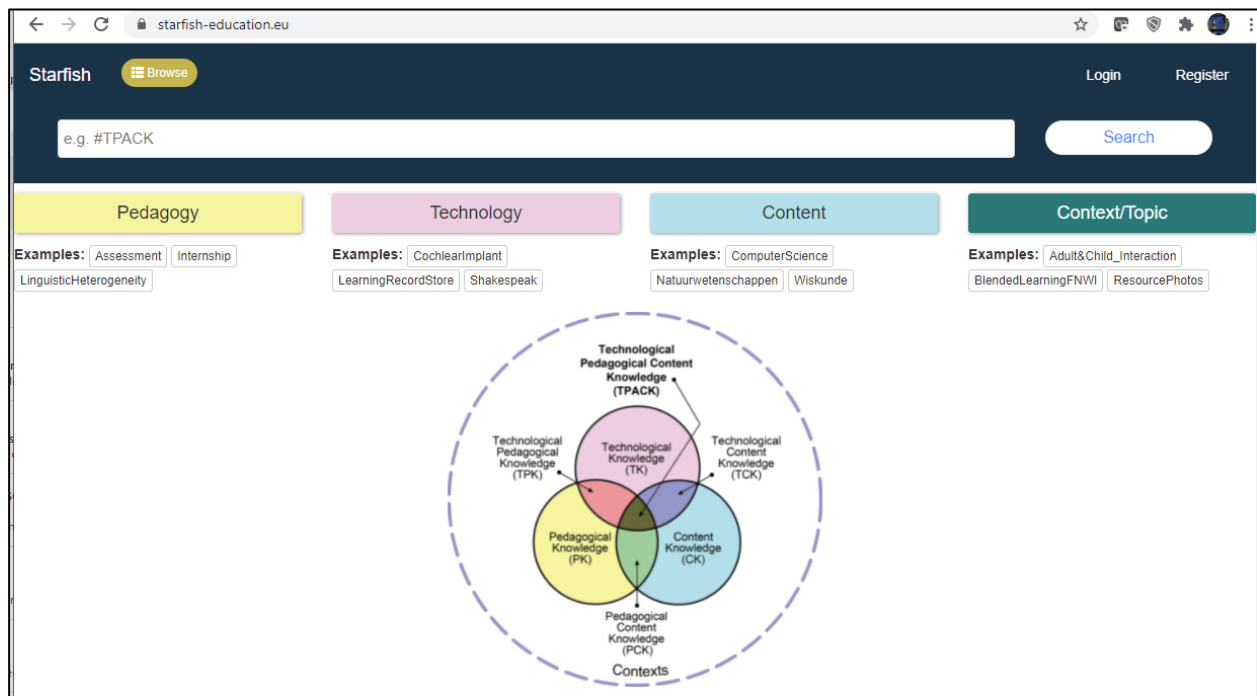 starfish-education.eu
Starfish
Browse
Login
Register
e.g. #TPACK
Search
Pedagogy
Technology
Content
Context/Topic
Examples: Assessment Internship
LinguisticHeterogeneity
Examples: CochlearImplant
LearningRecordStore Shakespeak
Examples: ComputerScience
Natuurwetenschappen Wiskunde
Examples: Adult&Child_Interaction
BlendedLearningFNWI ResourcePhotos
Technological
Pedagogical Content
Knowledge
(TPACK)
Technological
Pedagogical
Knowledge
(TPK)
Technological
Knowledge
(TK)
Technological
Content
Knowledge
(TCK)
Pedagogical
Knowledge
(PK)
Content
Knowledge
(CK)
Pedagogical
Content
Knowledge
(PCK)
Contexts